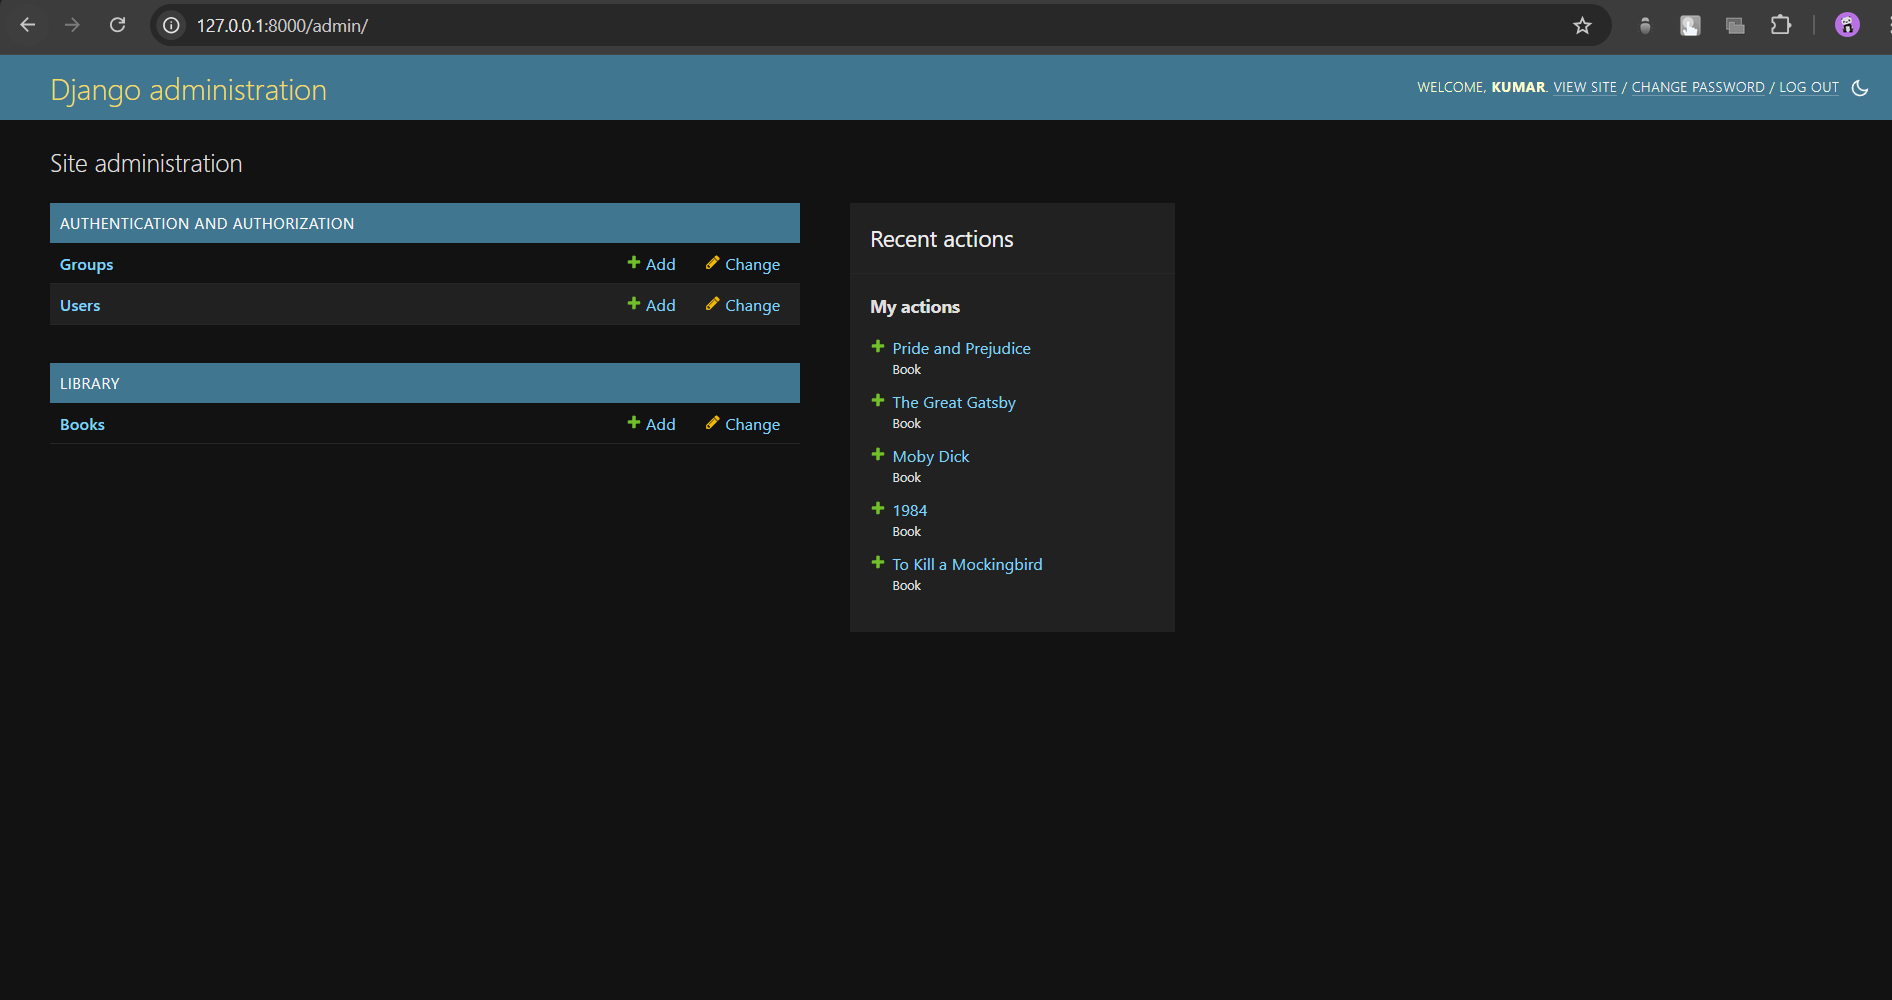 127.0.0.1:8000/admin/
Django administration
WELCOME, KUMAR. VIEW SITE / CHANGE PASSWORD / LOG OUT
Site administration
AUTHENTICATION AND AUTHORIZATION
Groups Add Change
Users Add Change
LIBRARY
Books Add Change
Recent actions
My actions
Pride and Prejudice
Book
The Great Gatsby
Book
Moby Dick
Book
1984
Book
To Kill a Mockingbird
Book